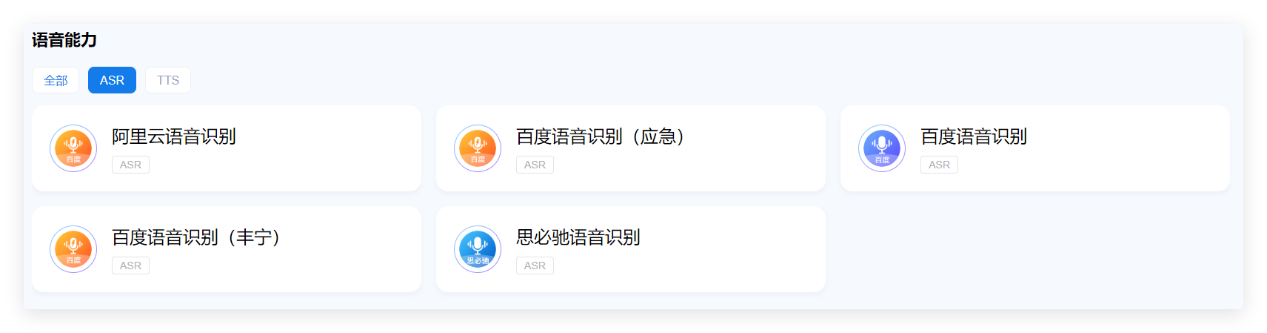 语音能力
全部 ASR TTS
阿里云语音识别
百度
ASR
百度语音识别（应急）
百度
ASR
百度语音识别
百度
ASR
百度语音识别（丰宁）
百度
ASR
思必驰语音识别
思必驰
ASR